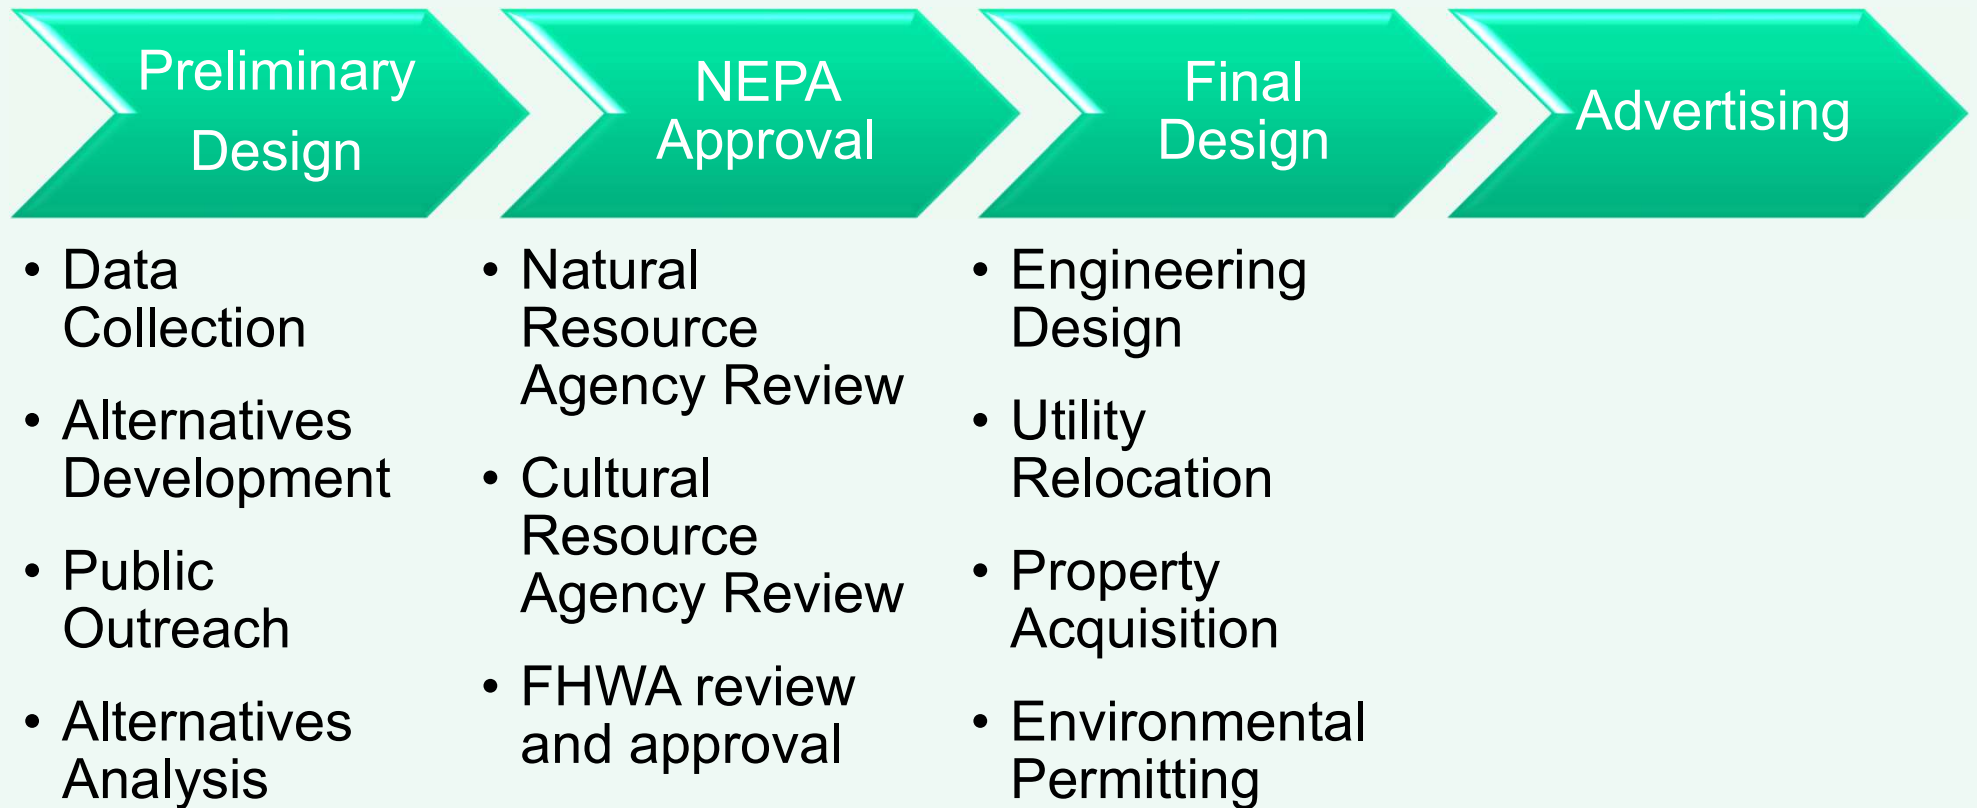 Preliminary
Design
NEPA
Approval
Final
Design
Advertising
• Data
Collection
• Alternatives
Development
• Public
Outreach
• Alternatives
Analysis
• Natural
Resource
Agency Review
• Cultural
Resource
Agency Review
• FHWA review
and approval
• Engineering
Design
• Utility
Relocation
• Property
Acquisition
• Environmental
Permitting